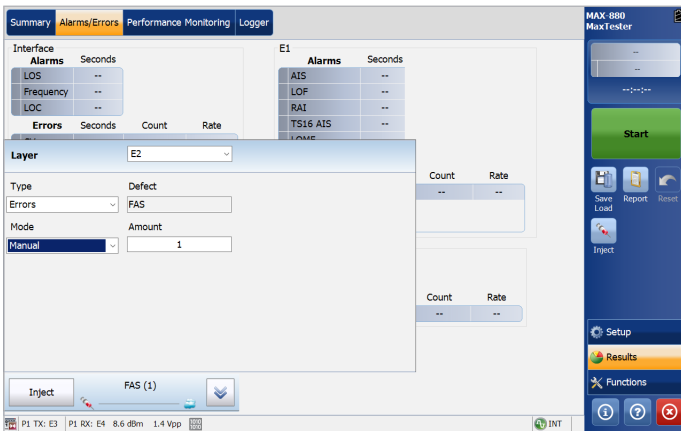 Summary Alarms/Errors Performance Monitoring Logger
MAX-880
MaxTester
Interface
Alarms Seconds
LOS --
Frequency --
LOC --
Errors Seconds Count Rate
E1
Alarms Seconds
AIS --
LOF --
RAI --
TS16 AIS --
LOMF
Count Rate
-- --
Count Rate
-- --
Layer E2
Type Defect
Errors FAS
Mode Amount
Manual 1
Inject FAS (1)
--
--
--:--:--
Start
Save Load Report Reset
Inject
Setup
Results
Functions
P1 TX: E3 P1 RX: E4 8.6 dBm 1.4 Vpp 1010 1010 INT